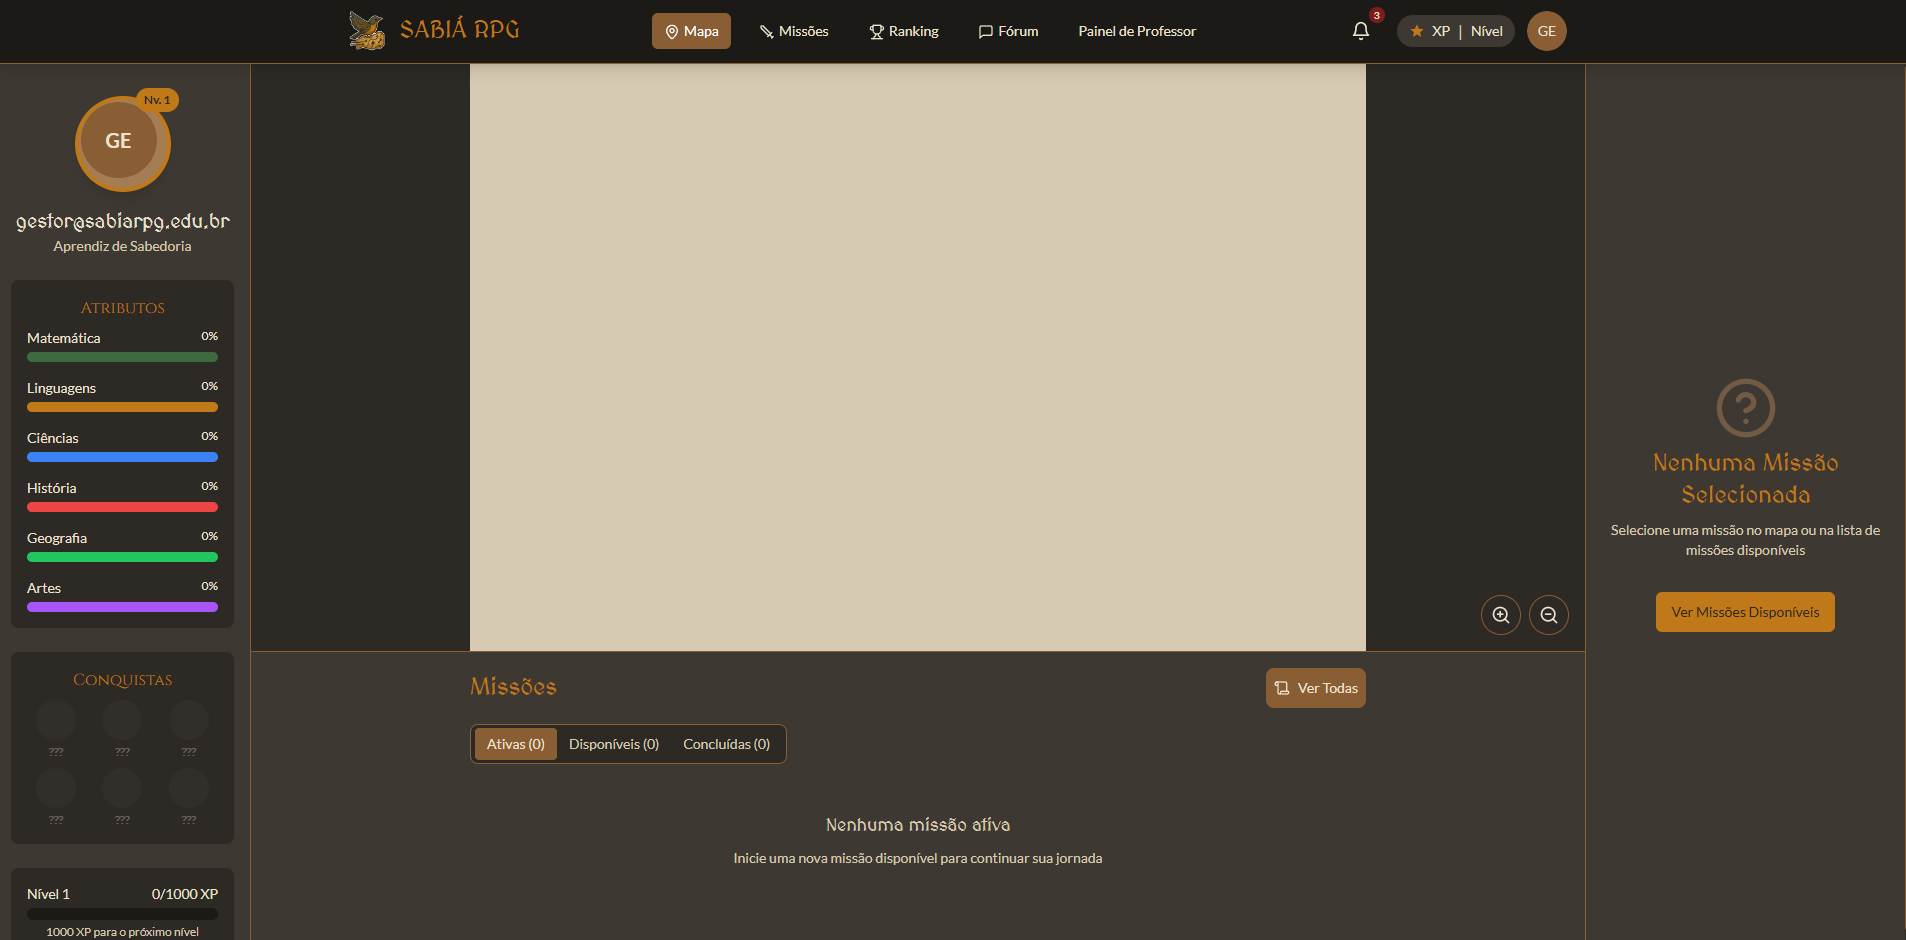 SABIÁ RPG
Mapa
Missões
Ranking
Fórum
Painel de Professor
3
XP | Nível
GE
Nv. 1
GE
gestor@sabiarpg.edu.br
Aprendiz de Sabedoria
Atributos
Matemática 0%
Linguagens 0%
Ciências 0%
História 0%
Geografia 0%
Artes 0%
Conquistas
??? ??? ???
??? ??? ???
Nível 1 0/1000 XP
1000 XP para o próximo nível
Missões
Ver Todas
Ativas (0) Disponíveis (0) Concluídas (0)
Nenhuma missão ativa
Inicie uma nova missão disponível para continuar sua jornada
Nenhuma Missão
Selecionada
Selecione uma missão no mapa ou na lista de
missões disponíveis
Ver Missões Disponíveis